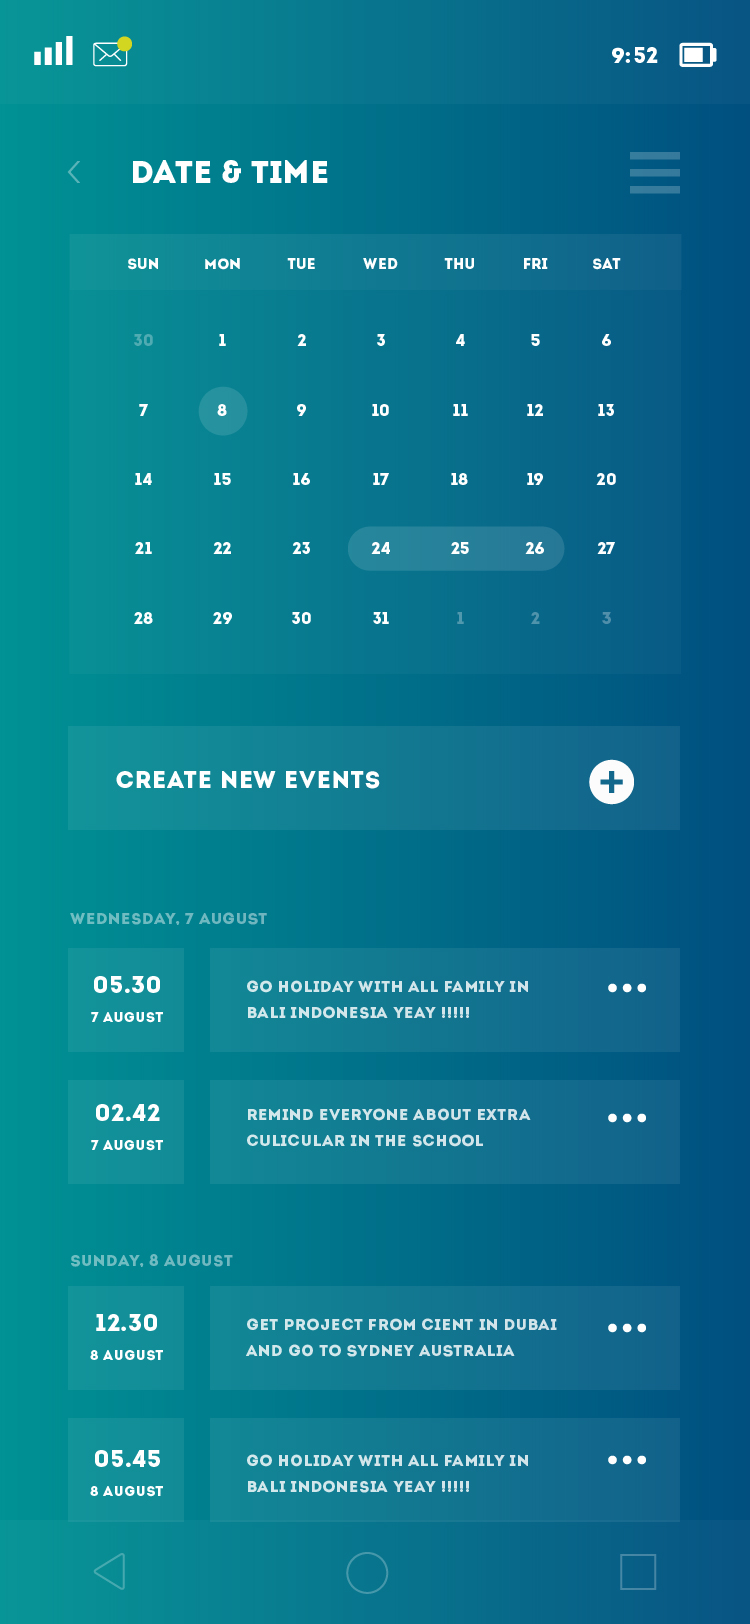 9:52
DATE & TIME
SUN MON TUE WED THU FRI SAT
30 1 2 3 4 5 6
7 8 9 10 11 12 13
14 15 16 17 18 19 20
21 22 23 24 25 26 27
28 29 30 31 1 2 3
CREATE NEW EVENTS
WEDNESDAY, 7 AUGUST
05.30
7 AUGUST
GO HOLIDAY WITH ALL FAMILY IN
BALI INDONESIA YEAY !!!!!
02.42
7 AUGUST
REMIND EVERYONE ABOUT EXTRA
CULICULAR IN THE SCHOOL
SUNDAY, 8 AUGUST
12.30
8 AUGUST
GET PROJECT FROM CIENT IN DUBAI
AND GO TO SYDNEY AUSTRALIA
05.45
8 AUGUST
GO HOLIDAY WITH ALL FAMILY IN
BALI INDONESIA YEAY !!!!!